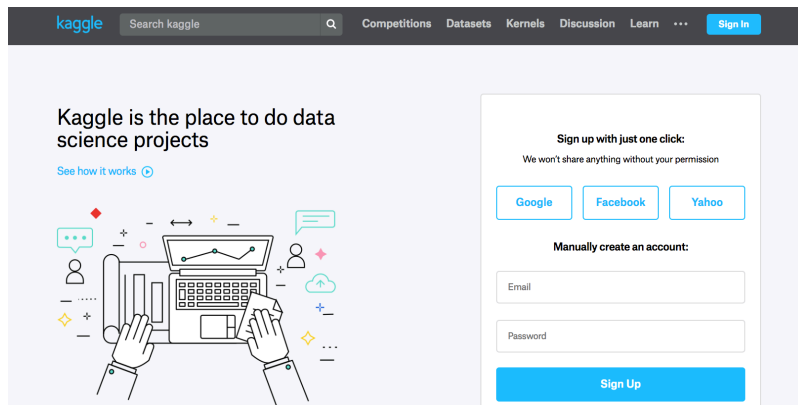 kaggle Search kaggle Competitions Datasets Kernels Discussion Learn ••• Sign In
Kaggle is the place to do data
science projects
See how it works
Sign up with just one click:
We won't share anything without your permission
Google Facebook Yahoo
Manually create an account:
Email
Password
Sign Up